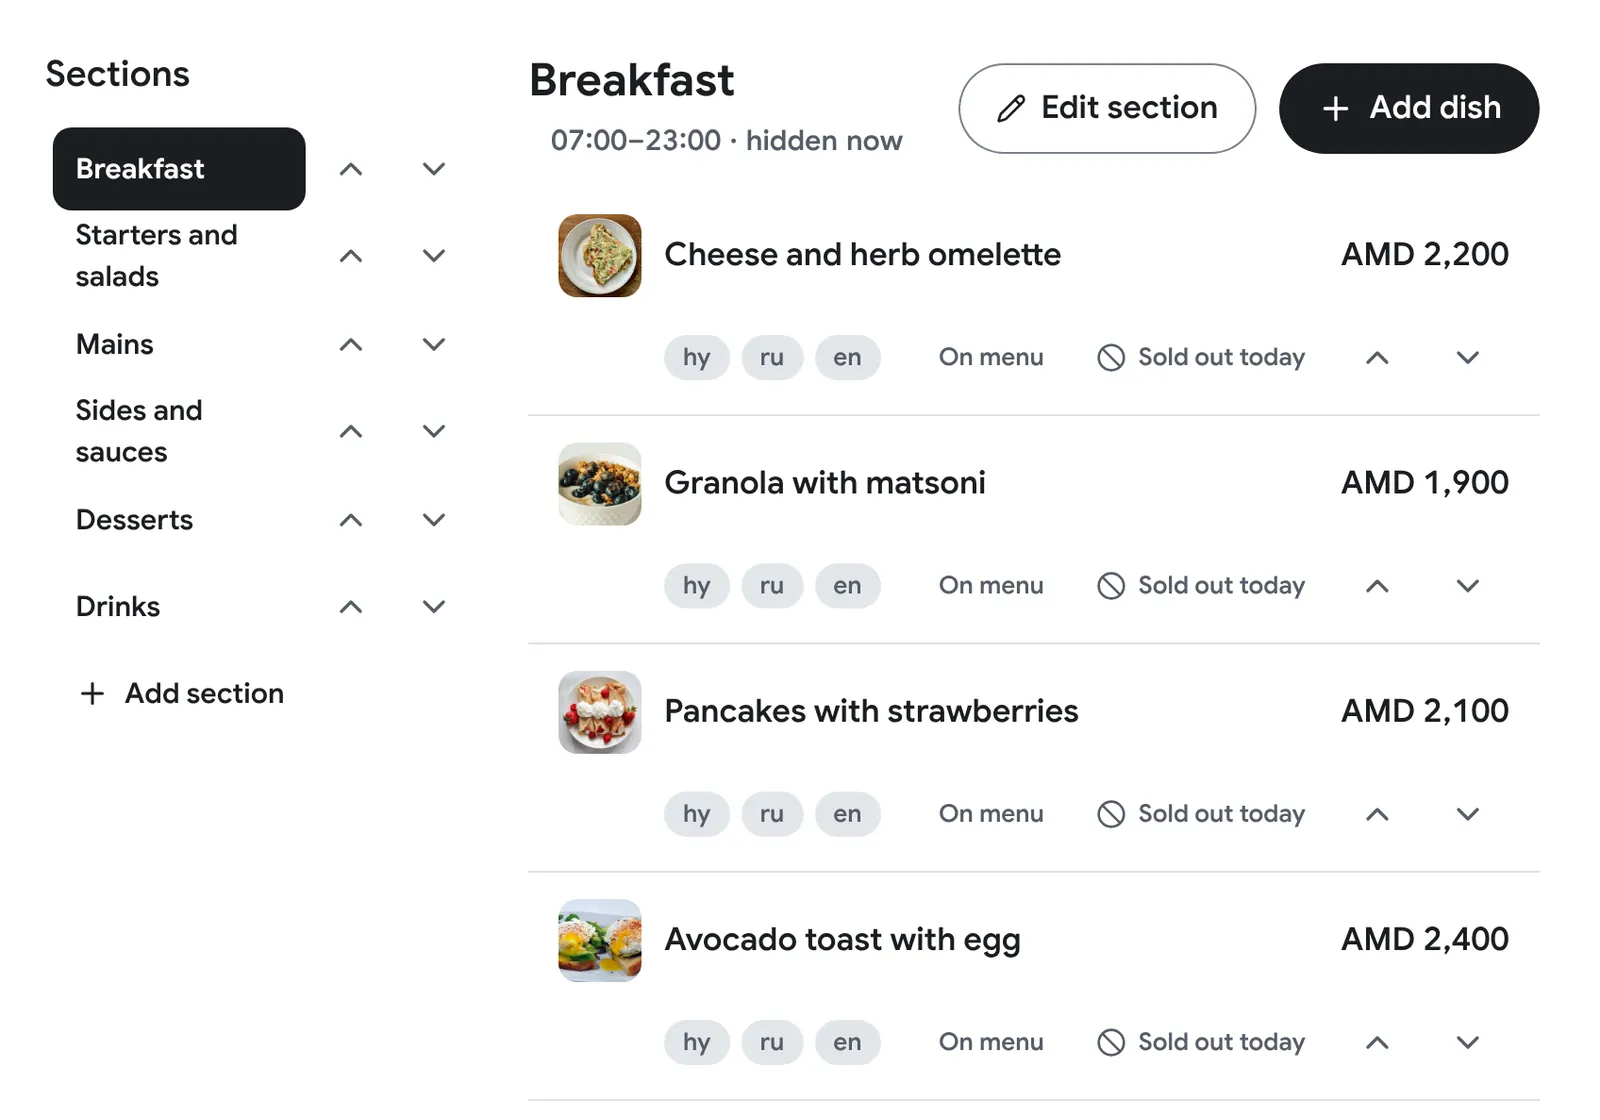 Sections
Breakfast
Starters and
salads
Mains
Sides and
sauces
Desserts
Drinks
+ Add section
Breakfast
07:00–23:00 · hidden now
Edit section
+ Add dish
Cheese and herb omelette
AMD 2,200
hy ru en On menu Sold out today
Granola with matsoni
AMD 1,900
hy ru en On menu Sold out today
Pancakes with strawberries
AMD 2,100
hy ru en On menu Sold out today
Avocado toast with egg
AMD 2,400
hy ru en On menu Sold out today